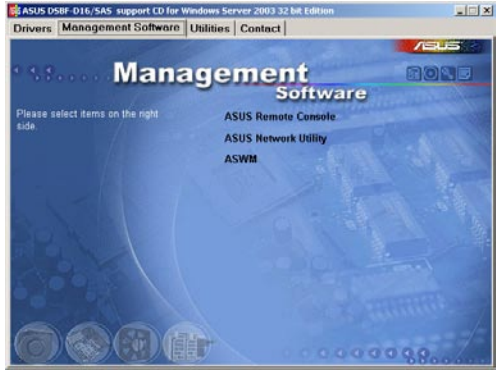 ASUS DSBF-D16/SAS support CD for Windows Server 2003 32 bit Edition
Drivers Management Software Utilities Contact
ASUS
Management
Software
Please select items on the right
side.
ASUS Remote Console
ASUS Network Utility
ASWM